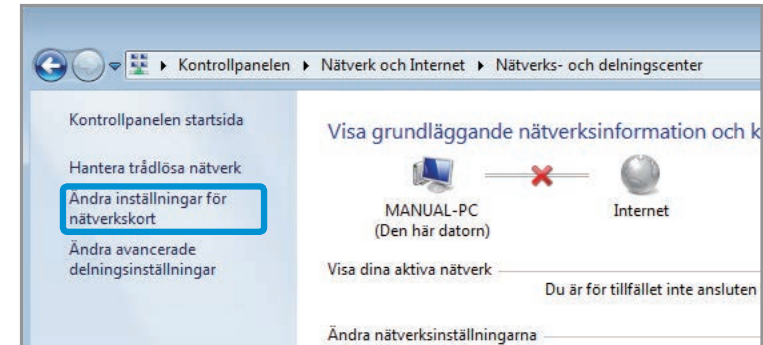 Kontrollpanelen ▸ Nätverk och Internet ▸ Nätverks- och delningscenter
Kontrollpanelen startsida
Hantera trådlösa nätverk
Ändra inställningar för
nätverkskort
Ändra avancerade
delningsinställningar
Visa grundläggande nätverksinformation och k
MANUAL-PC
(Den här datorn)
Internet
Visa dina aktiva nätverk
Du är för tillfället inte ansluten
Ändra nätverksinställningarna